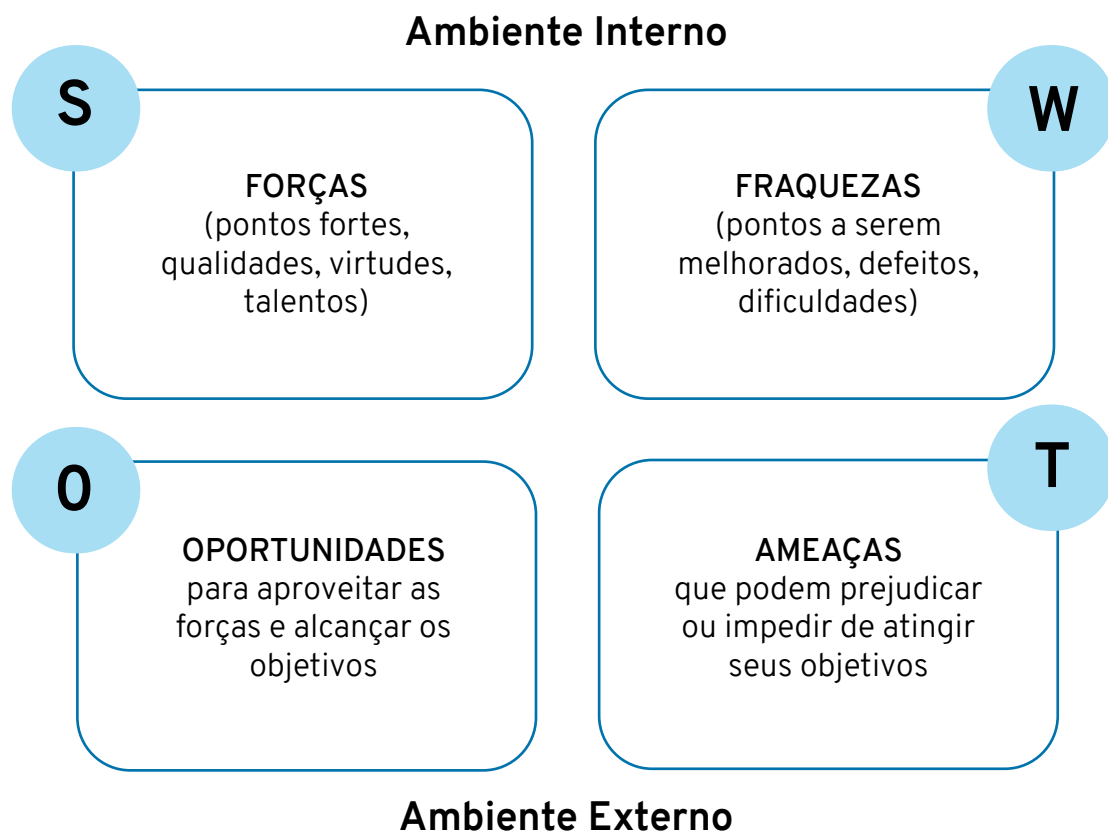 Ambiente Interno
S
W
FORÇAS
(pontos fortes,
qualidades, virtudes,
talentos)
FRAQUEZAS
(pontos a serem
melhorados, defeitos,
dificuldades)
O
T
OPORTUNIDADES
para aproveitar as
forças e alcançar os
objetivos
AMEAÇAS
que podem prejudicar
ou impedir de atingir
seus objetivos
Ambiente Externo